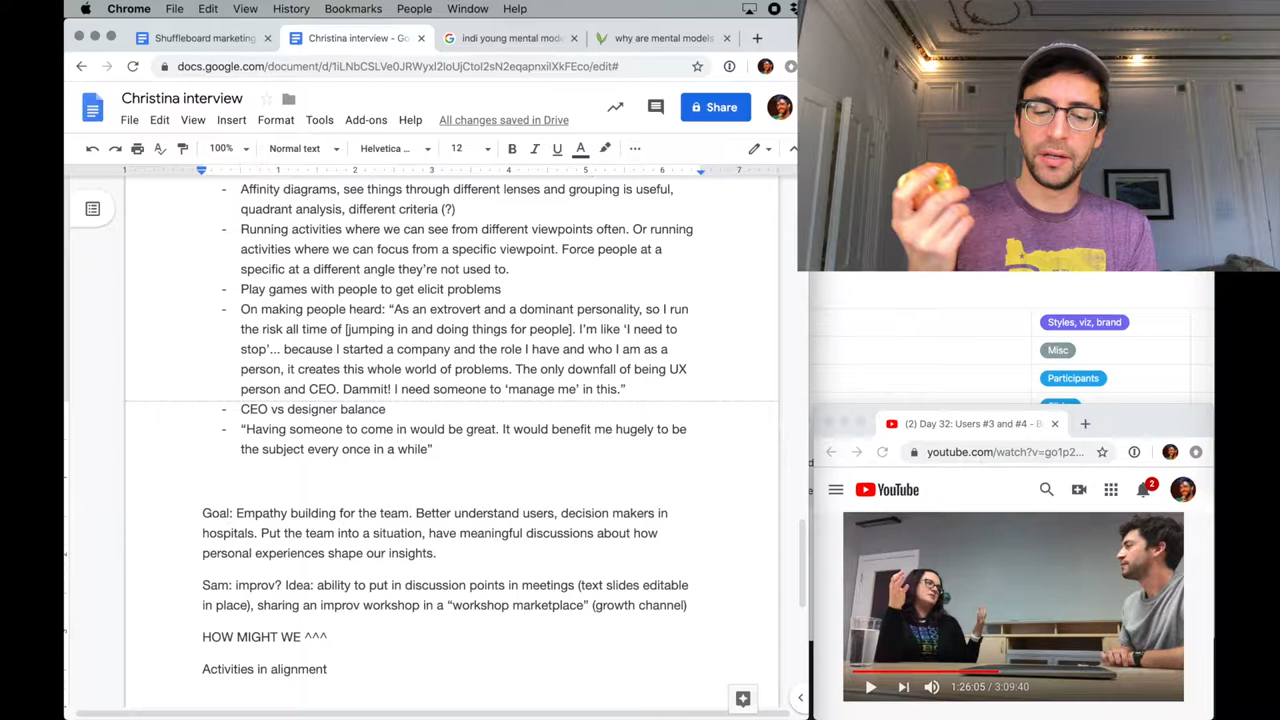 Chrome File Edit View History Bookmarks People Window Help
Shuffleboard marketing
Christina interview - Go
indi young mental mode
why are mental models
docs.google.com/document/d/1iLNbCSLVe0JRWyxI2IoUjCtoI2sN2eqapnxiIXkFEco/edit#
Christina interview
Share
File Edit View Insert Format Tools Add-ons Help All changes saved in Drive
100% Normal text Helvetica ... 12 B I U A
1 1 2 3 4 5 6 7
- Affinity diagrams, see things through different lenses and grouping is useful,
quadrant analysis, different criteria (?)
- Running activities where we can see from different viewpoints often. Or running
activities where we can focus from a specific viewpoint. Force people at a
specific at a different angle they're not used to.
- Play games with people to get elicit problems
- On making people heard: “As an extrovert and a dominant personality, so I run
the risk all time of [jumping in and doing things for people]. I'm like ‘I need to
stop’... because I started a company and the role I have and who I am as a
person, it creates this whole world of problems. The only downfall of being UX
person and CEO. Dammit! I need someone to ‘manage me’ in this.”
- CEO vs designer balance
- “Having someone to come in would be great. It would benefit me hugely to be
the subject every once in a while”
Goal: Empathy building for the team. Better understand users, decision makers in
hospitals. Put the team into a situation, have meaningful discussions about how
personal experiences shape our insights.
Sam: improv? Idea: ability to put in discussion points in meetings (text slides editable
in place), sharing an improv workshop in a “workshop marketplace” (growth channel)
HOW MIGHT WE ^^^
Activities in alignment
OREGON
Styles, viz, brand
Misc
Participants
(2) Day 32: Users #3 and #4 - B
youtube.com/watch?v=go1p2...
YouTube
2
1:26:05 / 3:09:40